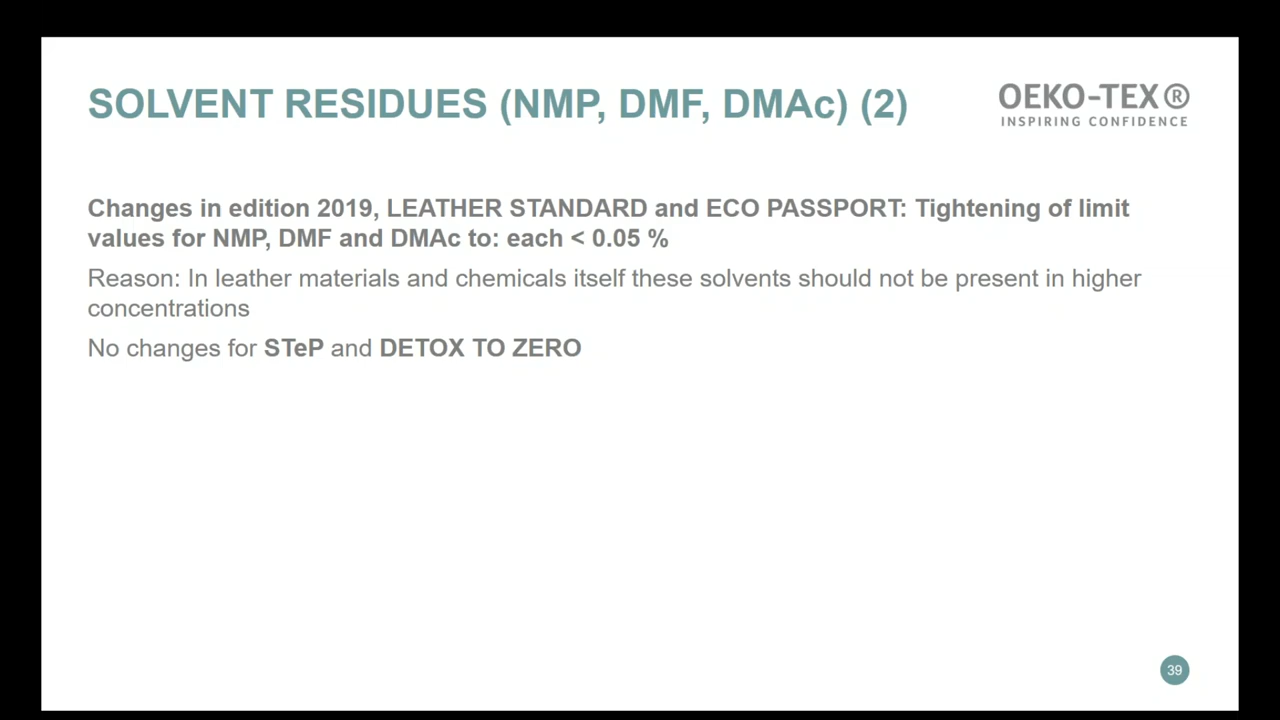 SOLVENT RESIDUES (NMP, DMF, DMAc) (2)
OEKO-TEX®
INSPIRING CONFIDENCE
Changes in edition 2019, LEATHER STANDARD and ECO PASSPORT: Tightening of limit
values for NMP, DMF and DMAc to: each < 0.05 %
Reason: In leather materials and chemicals itself these solvents should not be present in higher
concentrations
No changes for STeP and DETOX TO ZERO
39